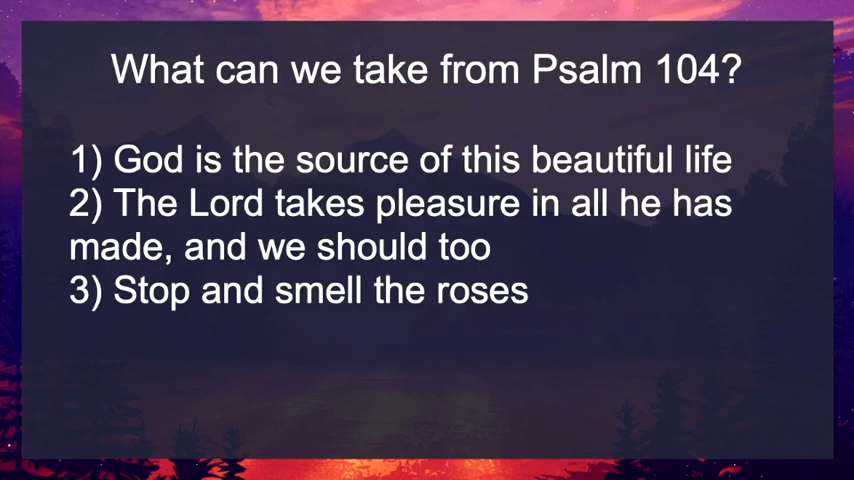 What can we take from Psalm 104?
1) God is the source of this beautiful life
2) The Lord takes pleasure in all he has
made, and we should too
3) Stop and smell the roses